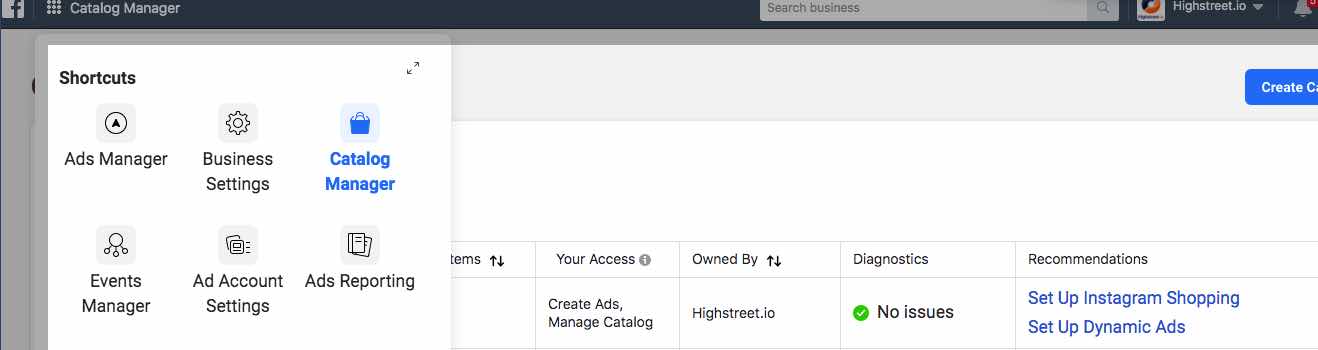 Catalog Manager
Search business
Highstreet.io
Shortcuts
Create Ca
Ads Manager
Business
Settings
Catalog
Manager
Events
Manager
Ad Account
Settings
Ads Reporting
tems
Your Access
Owned By
Diagnostics
Recommendations
Create Ads,
Manage Catalog
Highstreet.io
No issues
Set Up Instagram Shopping
Set Up Dynamic Ads